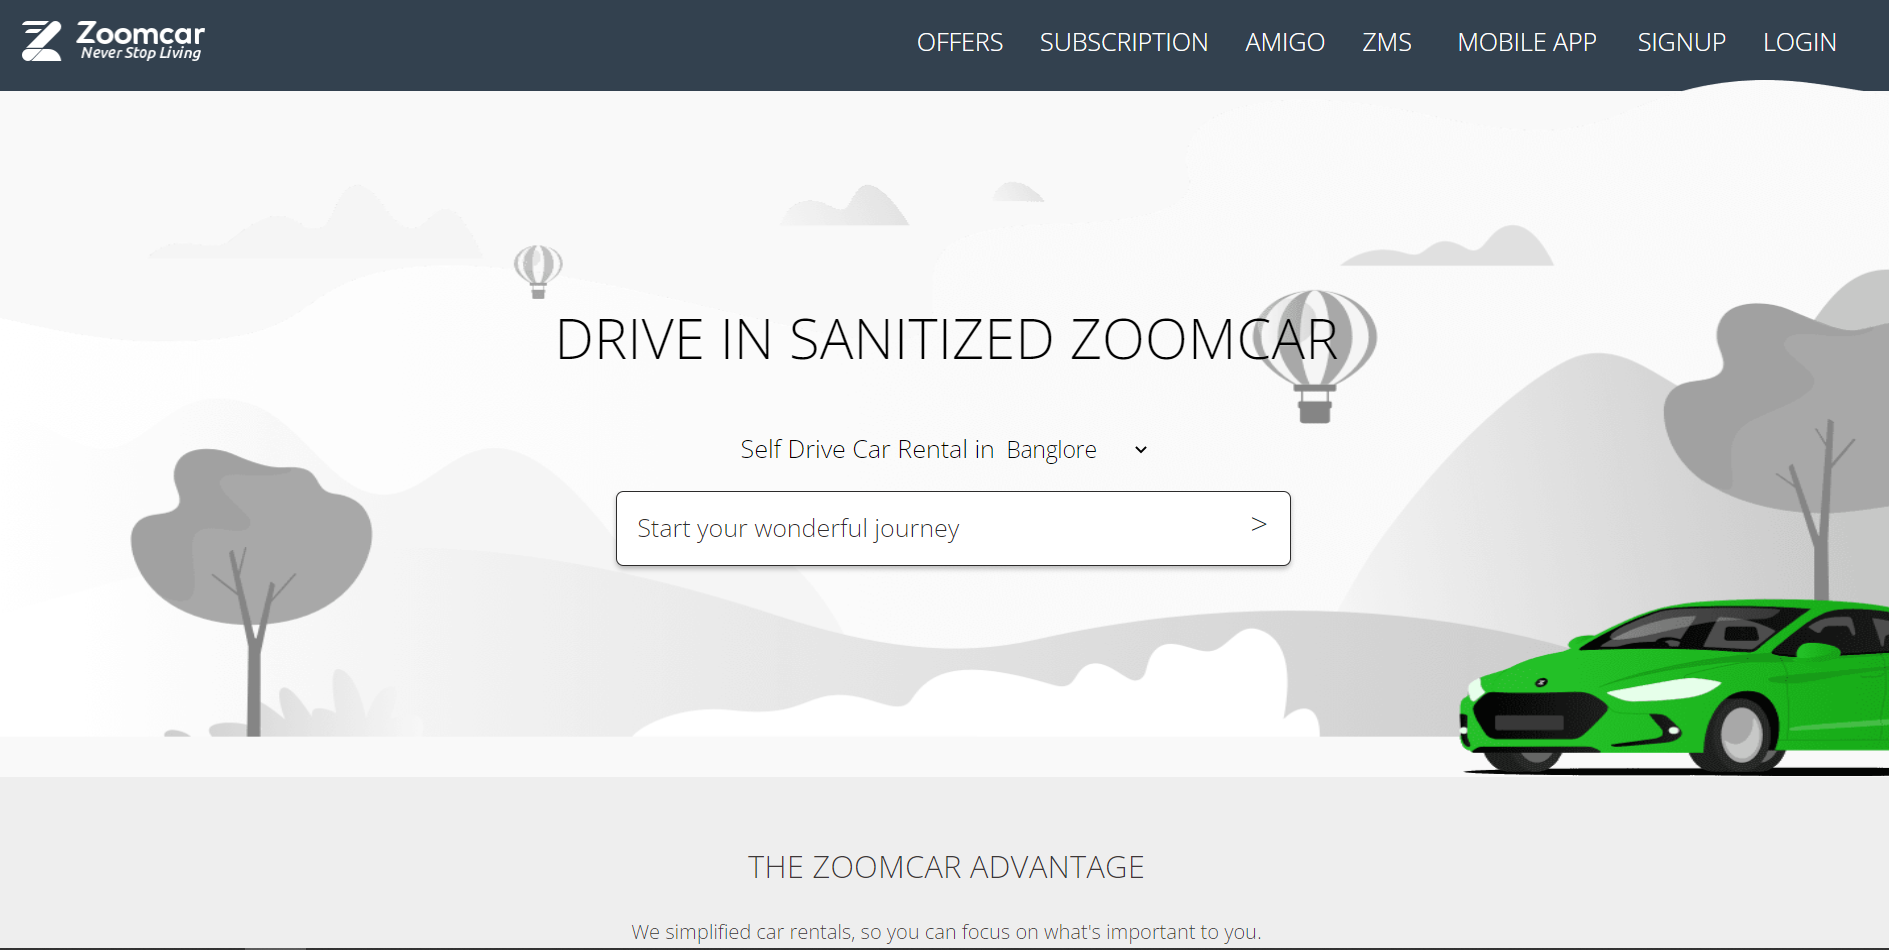 Zoomcar
Never Stop Living
OFFERS SUBSCRIPTION AMIGO ZMS MOBILE APP SIGNUP LOGIN
DRIVE IN SANITIZED ZOOMCAR
Self Drive Car Rental in Banglore
Start your wonderful journey >
THE ZOOMCAR ADVANTAGE
We simplified car rentals, so you can focus on what's important to you.